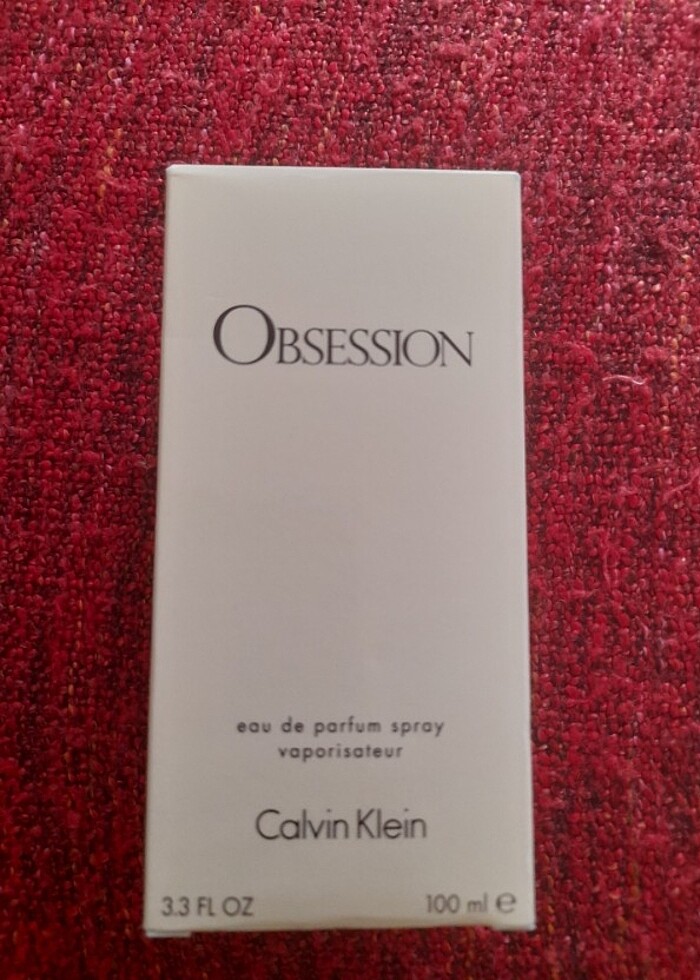 OBSESSION
eau de parfum spray
vaporisateur
Calvin Klein
3.3 FL OZ 100 ml ℮